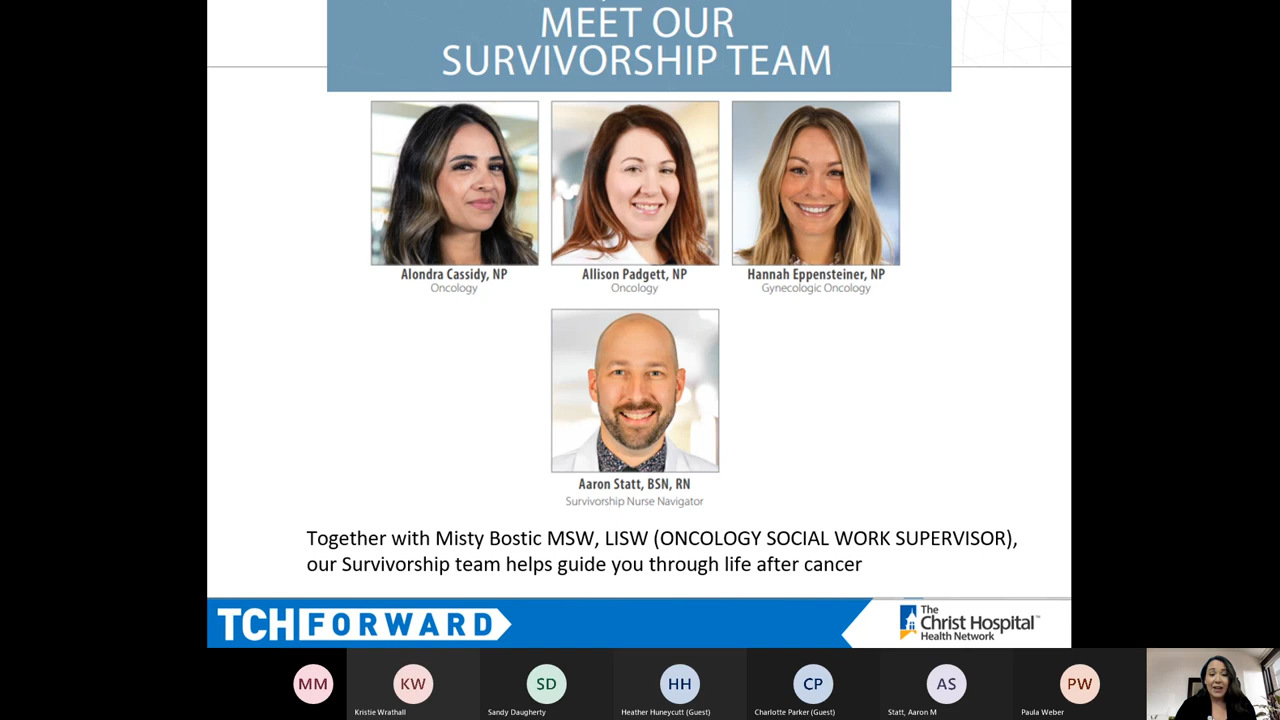 MEET OUR
SURVIVORSHIP TEAM
Alondra Cassidy, NP
Oncology
Allison Padgett, NP
Oncology
Hannah Eppensteiner, NP
Gynecologic Oncology
Aaron Statt, BSN, RN
Survivorship Nurse Navigator
Together with Misty Bostic MSW, LISW (ONCOLOGY SOCIAL WORK SUPERVISOR),
our Survivorship team helps guide you through life after cancer
TCH FORWARD
The
Christ Hospital™
Health Network
MM
KW
Kristie Wrathall
SD
Sandy Daugherty
HH
Heather Huneycutt (Guest)
CP
Charlotte Parker (Guest)
AS
Statt, Aaron M
PW
Paula Weber